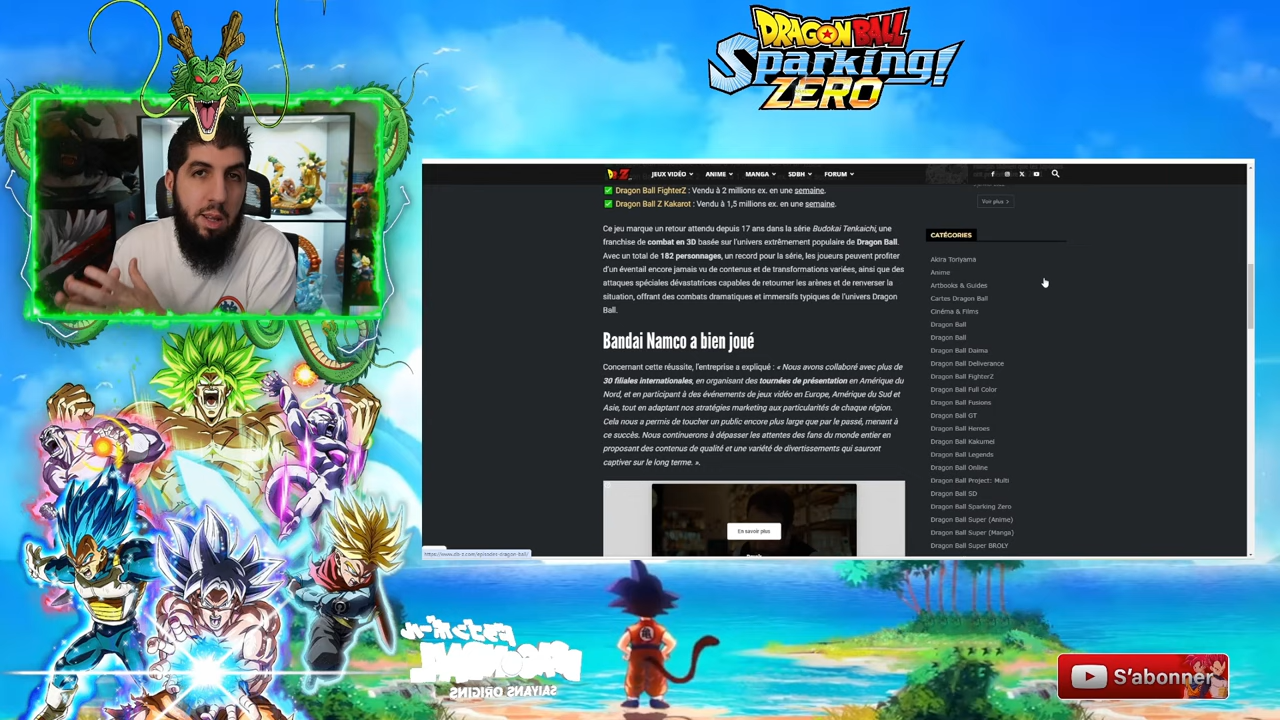 DRAGON BALL
Sparking!
ZERO
JEUX VIDÉO
ANIME
MANGA
SDBH
FORUM
✅ Dragon Ball FighterZ : Vendu à 2 millions ex. en une semaine.
✅ Dragon Ball Z Kakarot : Vendu à 1,5 millions ex. en une semaine.
Ce jeu marque un retour attendu depuis 17 ans dans la série Budokai Tenkaichi, une
franchise de combat en 3D basée sur l'univers extrêmement populaire de Dragon Ball.
Avec un total de 182 personnages, un record pour la série, les joueurs peuvent profiter
d'un éventail encore jamais vu de contenus et de transformations variées, ainsi que des
attaques spéciales dévastatrices capables de retourner les arènes et de renverser la
situation, offrant des combats dramatiques et immersifs typiques de l'univers Dragon
Ball.
Bandai Namco a bien joué
Concernant cette réussite, l'entreprise a expliqué : « Nous avons collaboré avec plus de
30 filiales internationales, en organisant des tournées de présentation en Amérique du
Nord, et en participant à des événements de jeux vidéo en Europe, Amérique du Sud et
Asie, tout en adaptant nos stratégies marketing aux particularités de chaque région.
Cela nous a permis de toucher un public encore plus large que par le passé, menant à
ce succès. Nous continuerons à dépasser les attentes des fans du monde entier en
proposant des contenus de qualité et une variété de divertissements qui sauront
captiver sur le long terme. ».
En savoir plus
Voir plus >
CATÉGORIES
Akira Toriyama
Anime
Artbooks & Guides
Cartes Dragon Ball
Cinéma & Films
Dragon Ball
Dragon Ball
Dragon Ball Daima
Dragon Ball Deliverance
Dragon Ball FighterZ
Dragon Ball Full Color
Dragon Ball Fusions
Dragon Ball GT
Dragon Ball Heroes
Dragon Ball Kakumei
Dragon Ball Legends
Dragon Ball Online
Dragon Ball Project: Multi
Dragon Ball SD
Dragon Ball Sparking Zero
Dragon Ball Super (Anime)
Dragon Ball Super (Manga)
Dragon Ball Super BROLY
https://www.db-z.com/episodes-dragon-ball/
SAIYANS ORIGINS
S'abonner